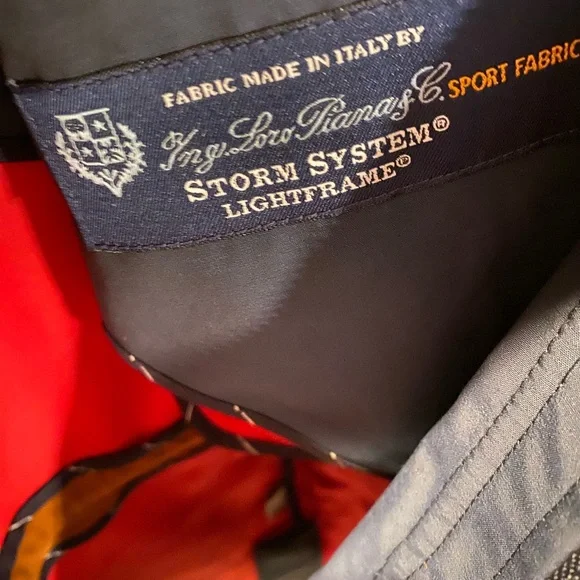 FABRIC MADE IN ITALY BY
Ing. Loro Piana & C. SPORT FABRIC
STORM SYSTEM®
LIGHTFRAME®